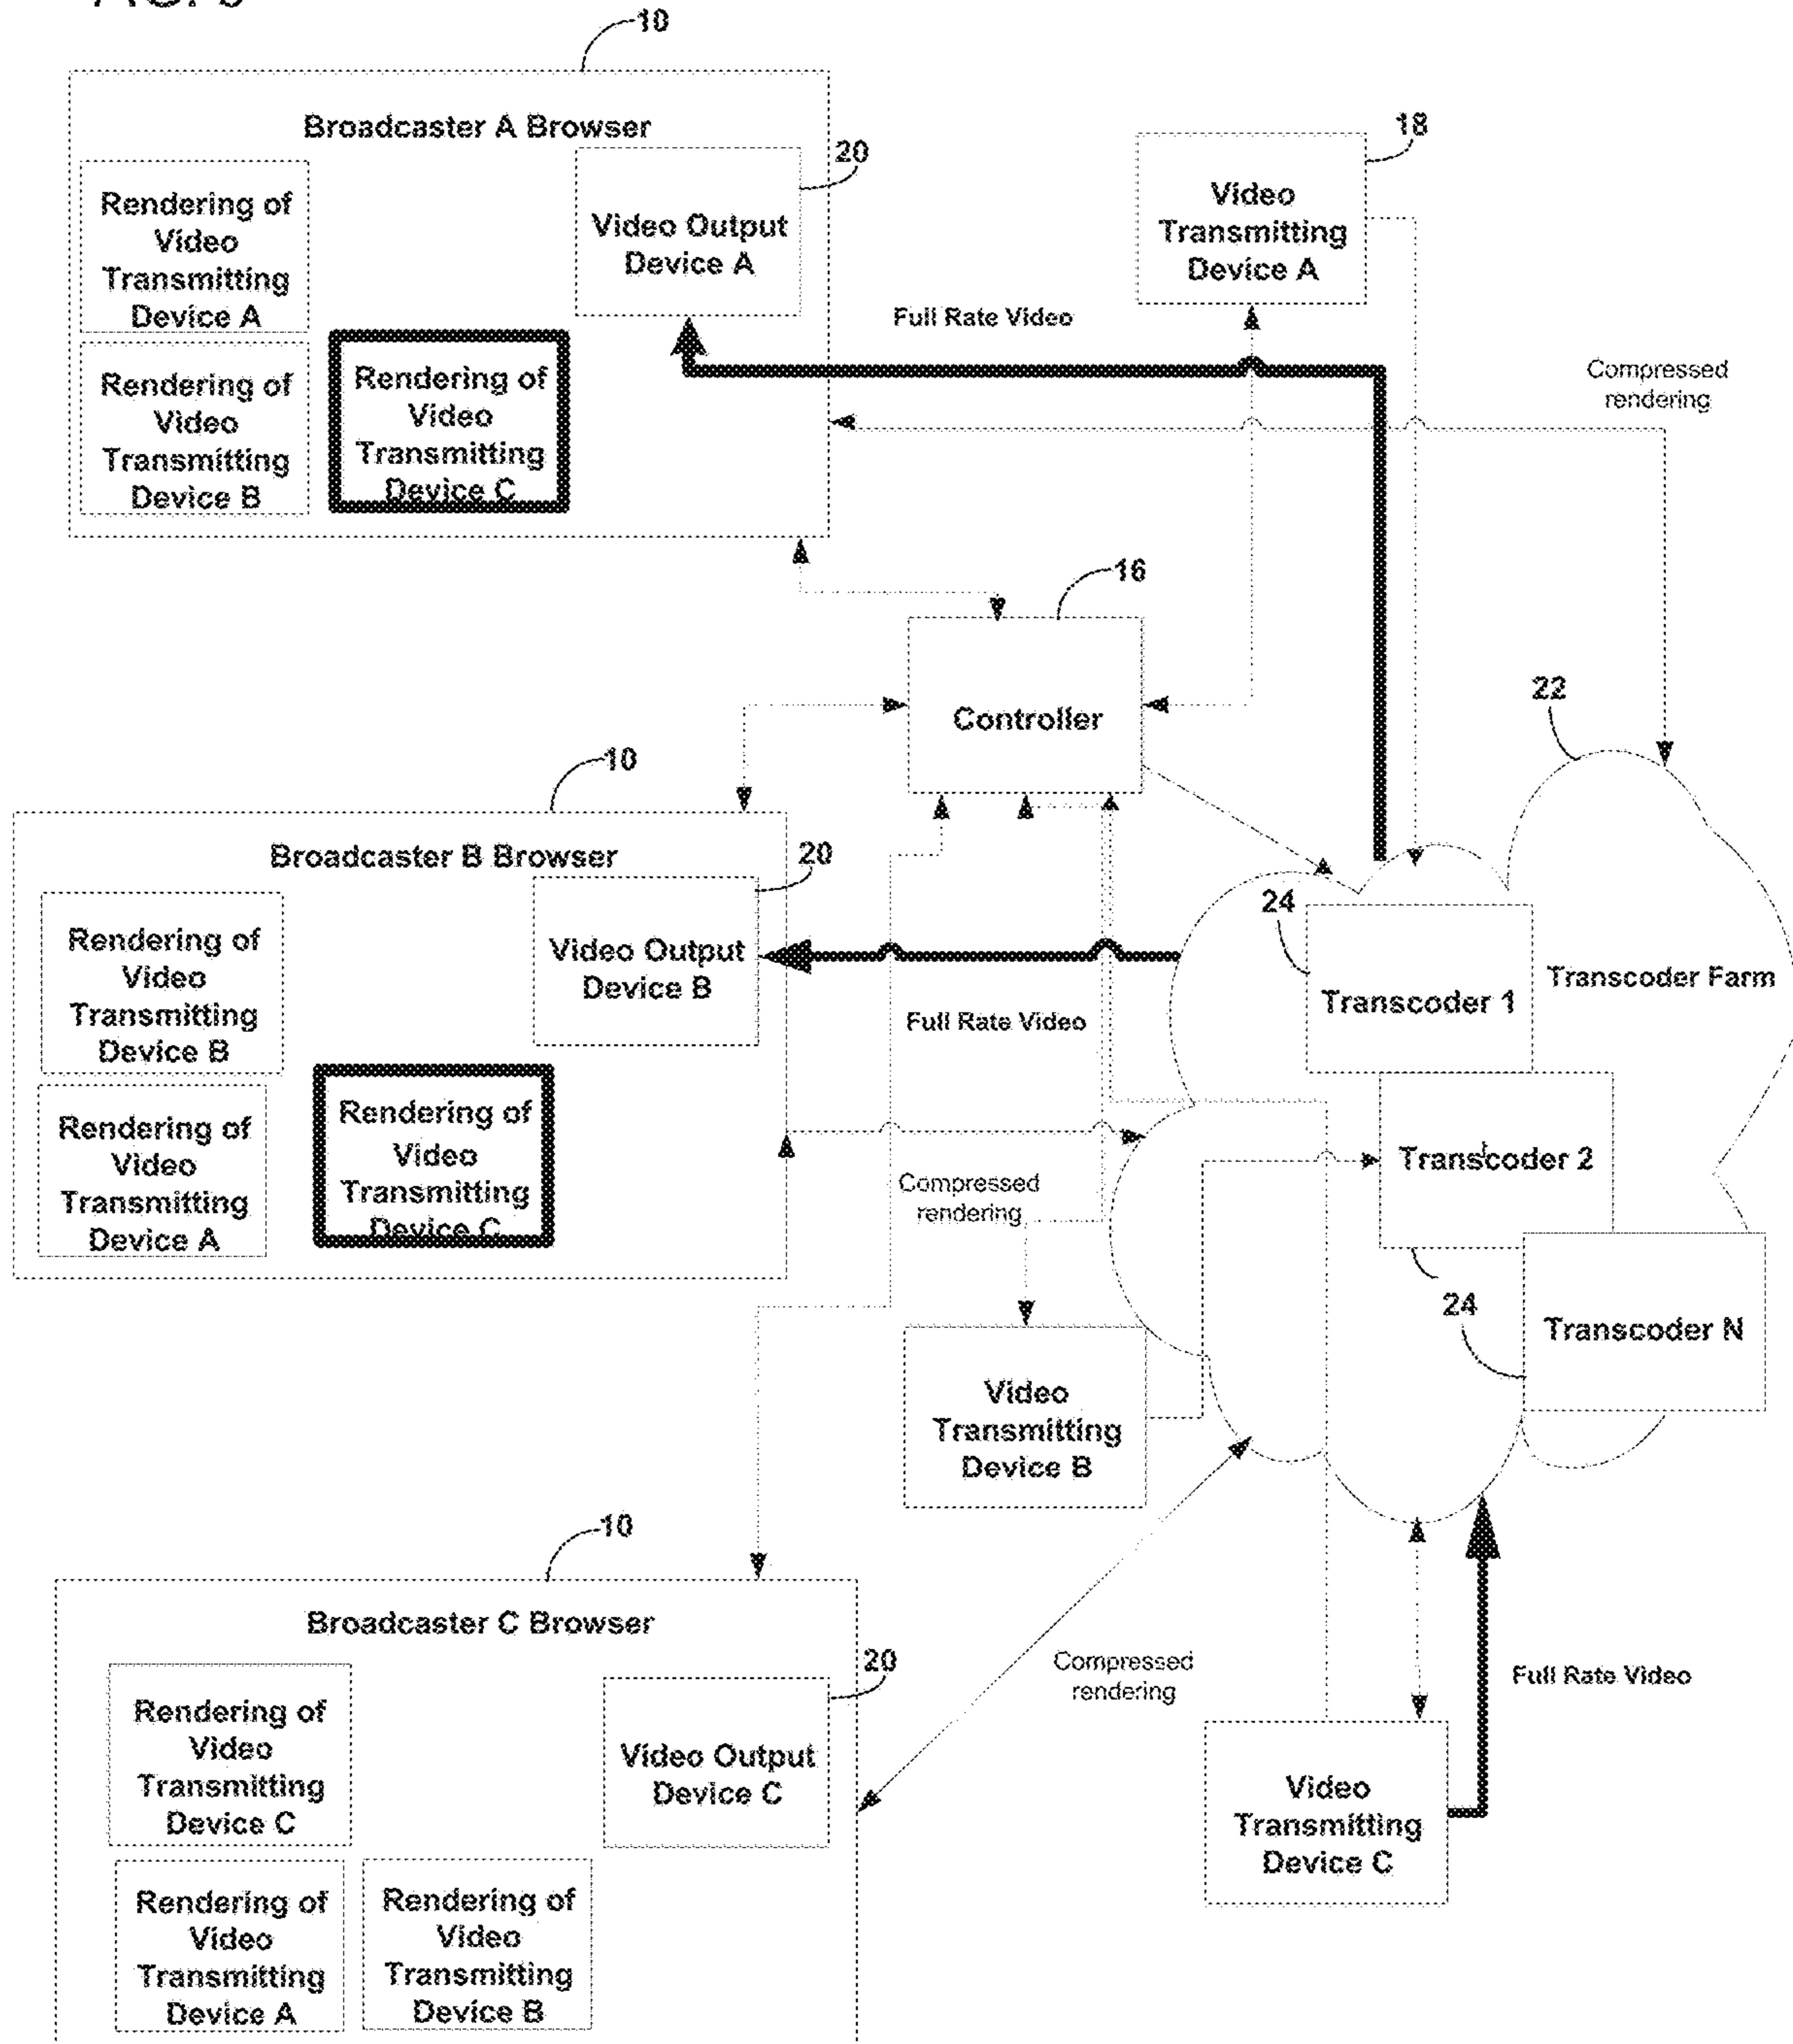 10
Broadcaster A Browser
Rendering of
Video
Transmitting
Device A
Rendering of
Video
Transmitting
Device B
Rendering of
Video
Transmitting
Device C
20
Video Output
Device A
18
Video
Transmitting
Device A
Full Rate Video
Compressed
rendering
16
Controller
22
10
Broadcaster B Browser
20
Rendering of
Video
Transmitting
Device B
Rendering of
Video
Transmitting
Device A
Rendering of
Video
Transmitting
Device C
Video Output
Device B
Full Rate Video
Compressed
rendering
24
Transcoder 1
Transcoder Farm
Transcoder 2
24
Transcoder N
Video
Transmitting
Device B
10
Broadcaster C Browser
20
Rendering of
Video
Transmitting
Device C
Rendering of
Video
Transmitting
Device A
Rendering of
Video
Transmitting
Device B
Video Output
Device C
Compressed
rendering
Full Rate Video
Video
Transmitting
Device C